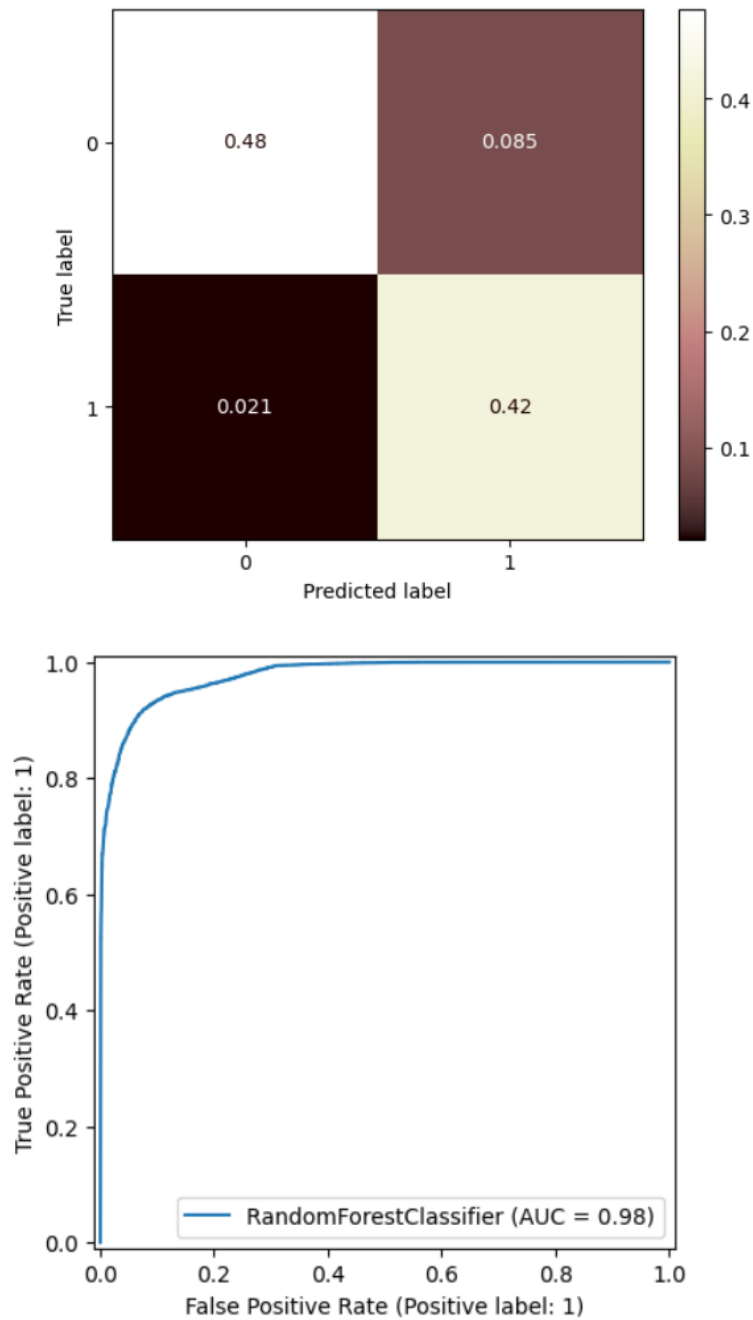 0.4
0 0.48 0.085
0.3
True label
0.2
1 0.021 0.42
0.1
0 1
Predicted label
1.0
0.8
0.6
True Positive Rate (Positive label: 1)
0.4
0.2
RandomForestClassifier (AUC = 0.98)
0.0
0.0 0.2 0.4 0.6 0.8 1.0
False Positive Rate (Positive label: 1)